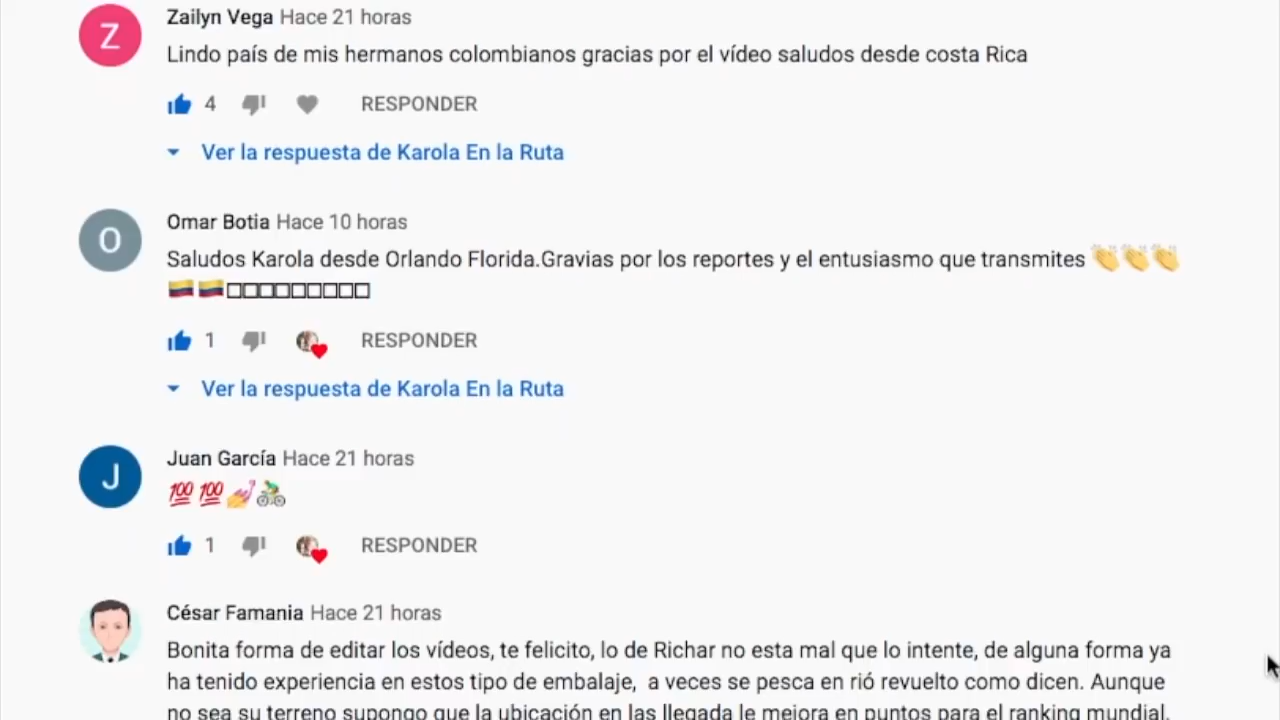 Z
Zailyn Vega Hace 21 horas
Lindo país de mis hermanos colombianos gracias por el vídeo saludos desde costa Rica
4 RESPONDER
Ver la respuesta de Karola En la Ruta
O
Omar Botia Hace 10 horas
Saludos Karola desde Orlando Florida.Gravias por los reportes y el entusiasmo que transmites 👏👏👏
🇨🇴🇨🇴□□□□□□□□□
1 RESPONDER
Ver la respuesta de Karola En la Ruta
J
Juan García Hace 21 horas
💯💯💅🚴
1 RESPONDER
César Famania Hace 21 horas
Bonita forma de editar los vídeos, te felicito, lo de Richar no esta mal que lo intente, de alguna forma ya
ha tenido experiencia en estos tipo de embalaje, a veces se pesca en rió revuelto como dicen. Aunque
no sea su terreno supongo que la ubicación en las llegada le mejora en puntos para el ranking mundial.